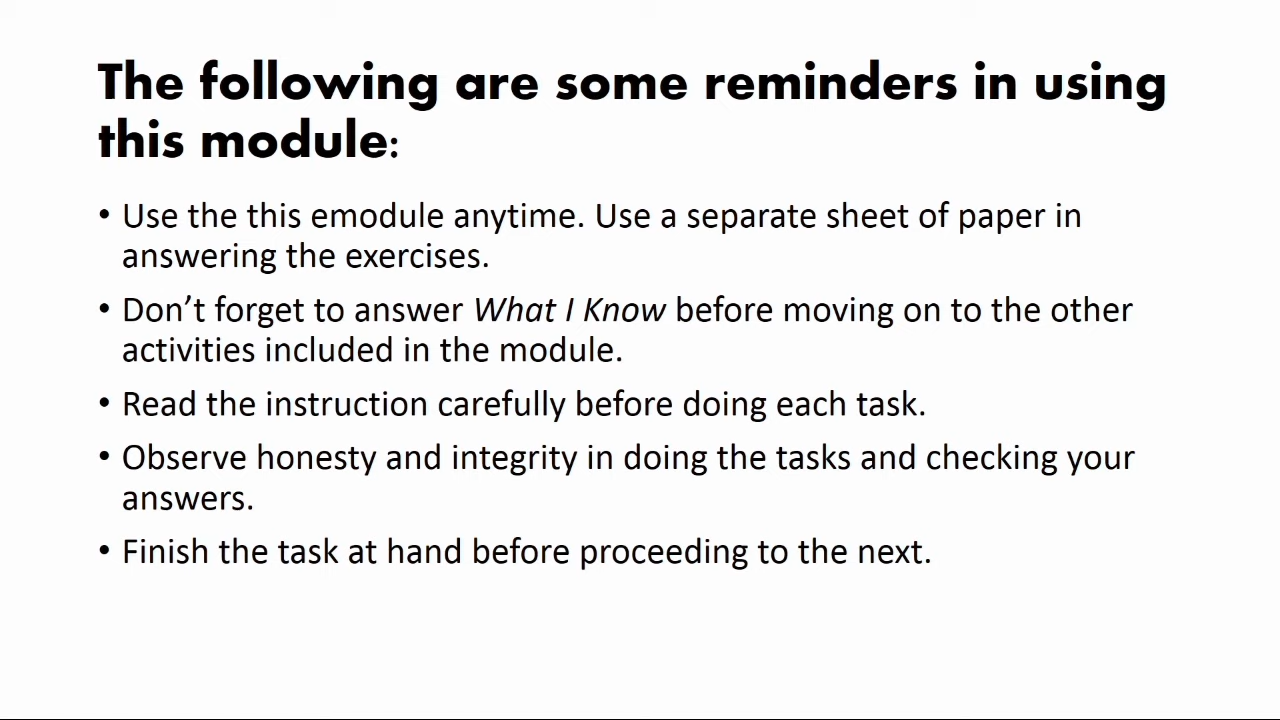 The following are some reminders in using
this module:
• Use the this emodule anytime. Use a separate sheet of paper in
answering the exercises.
• Don’t forget to answer What I Know before moving on to the other
activities included in the module.
• Read the instruction carefully before doing each task.
• Observe honesty and integrity in doing the tasks and checking your
answers.
• Finish the task at hand before proceeding to the next.